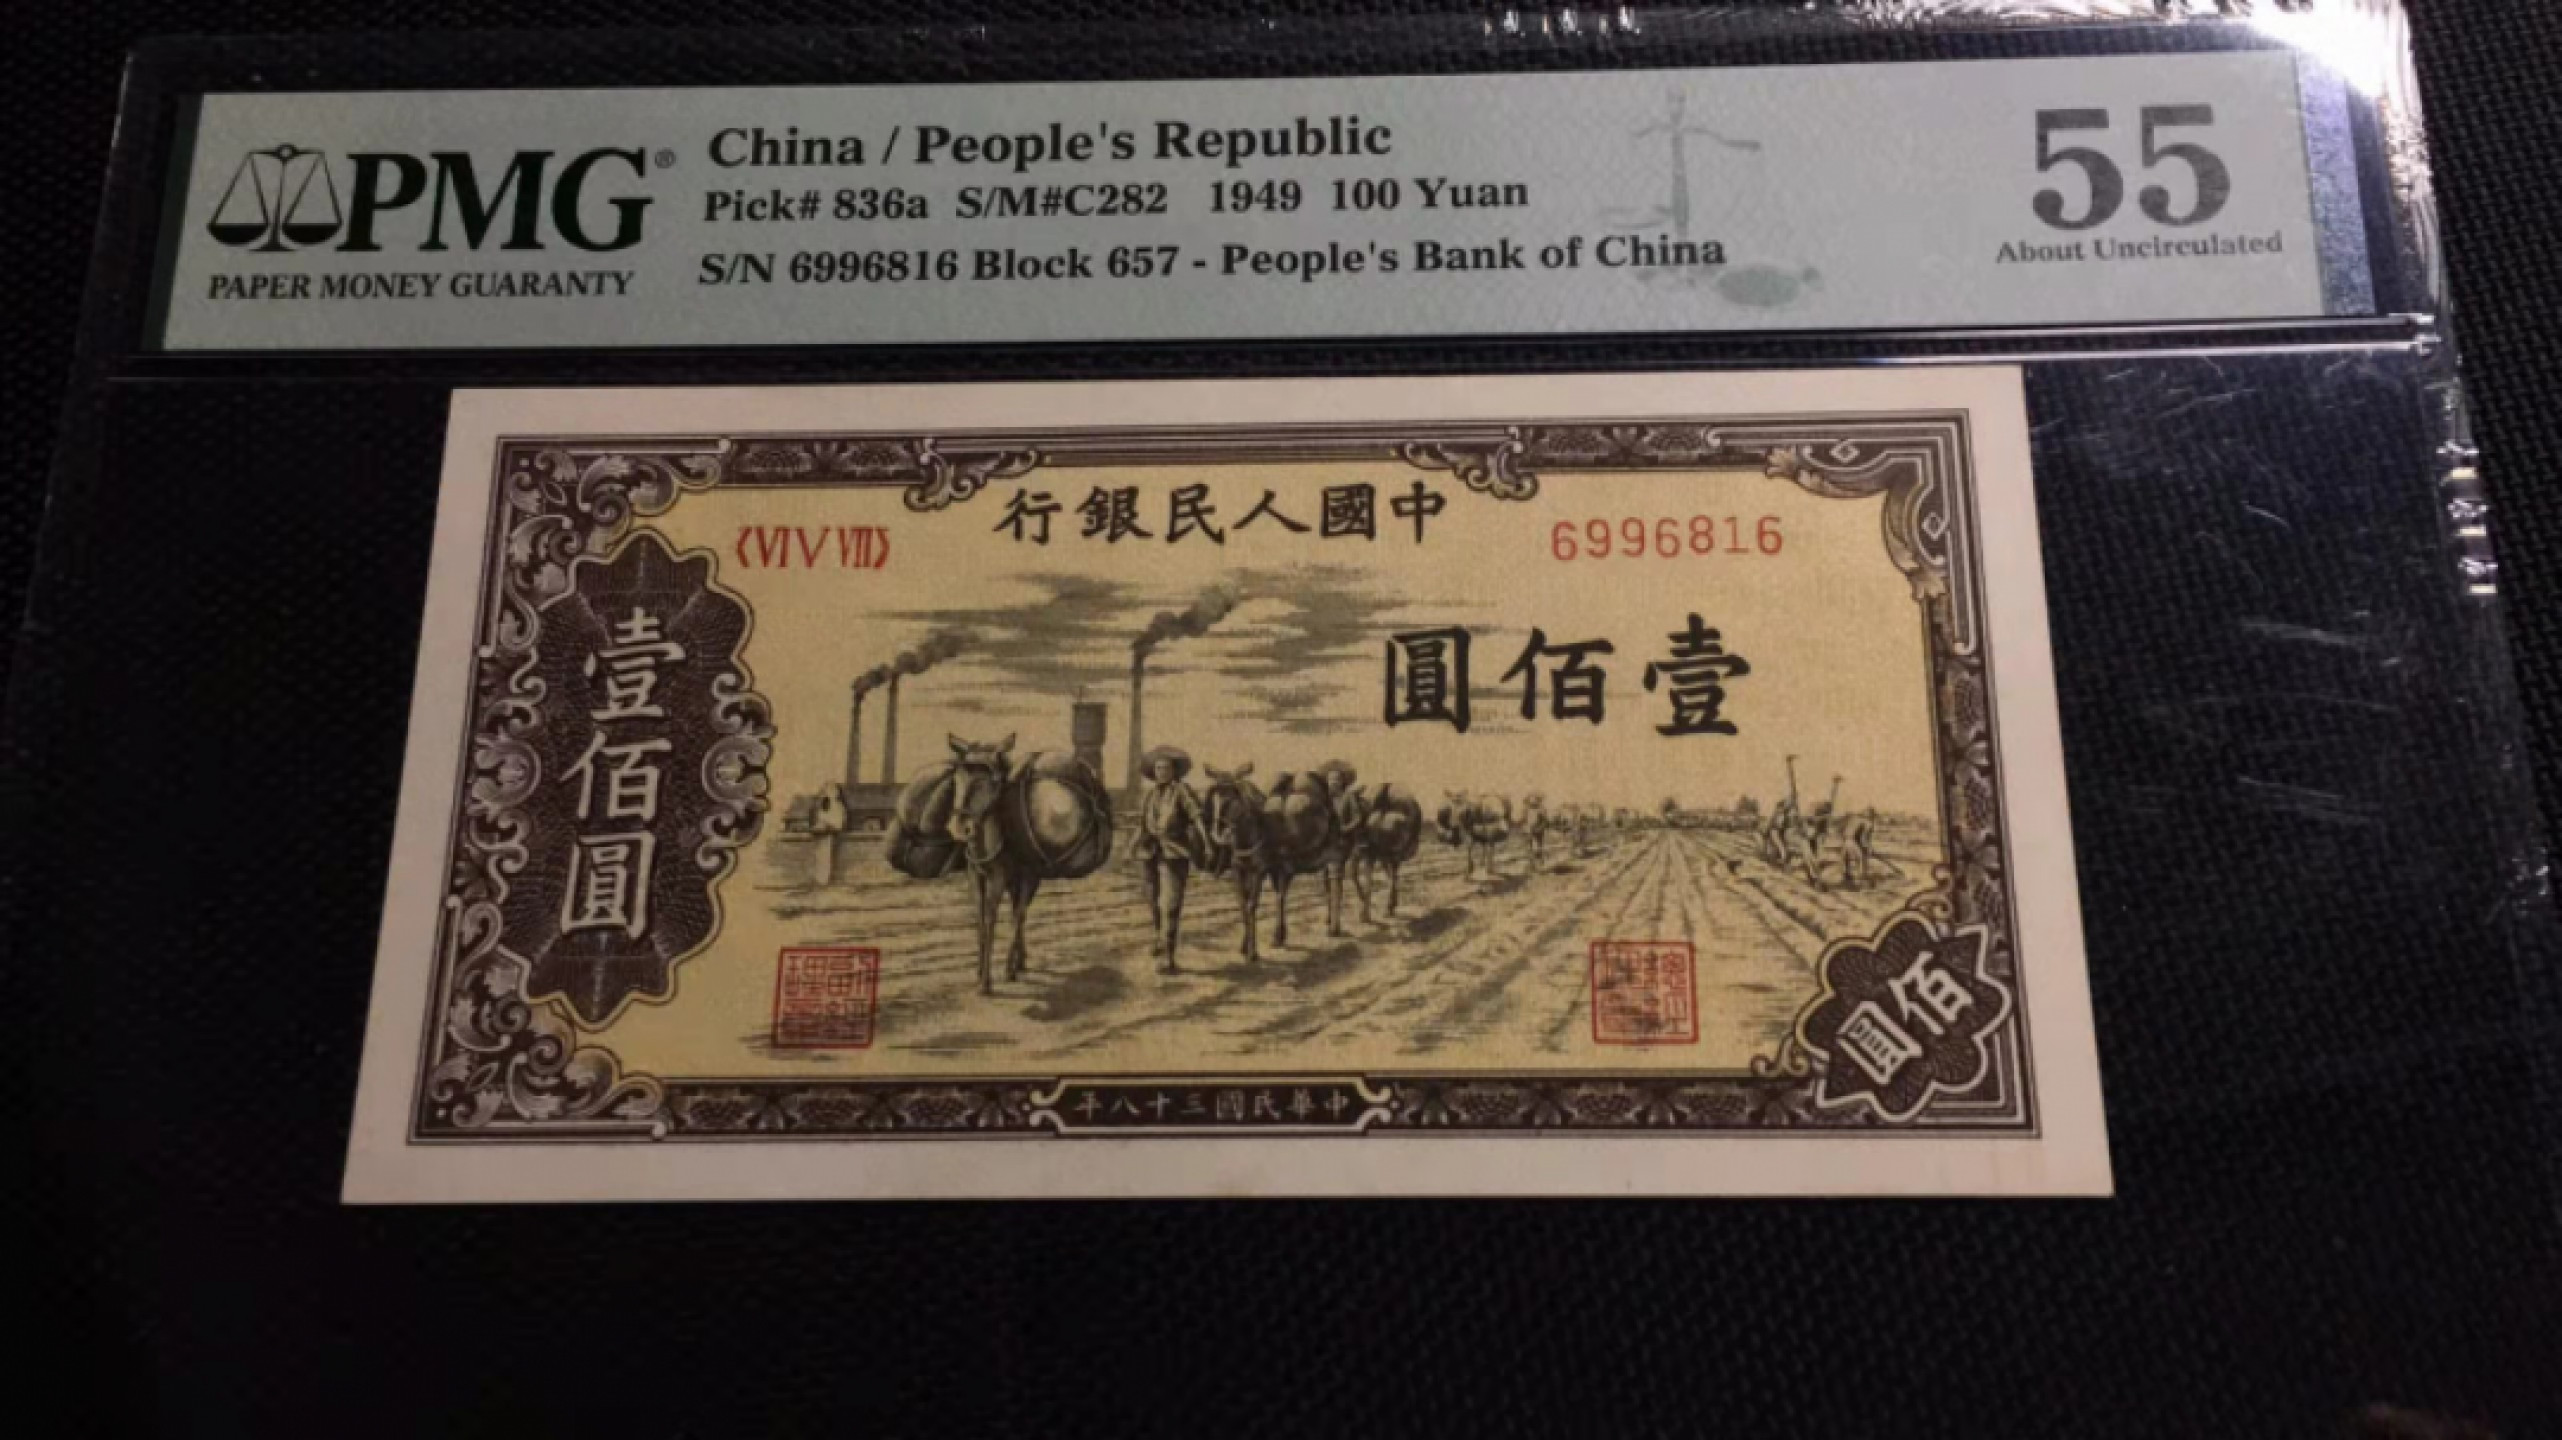 PMG®
PAPER MONEY GUARANTY
China / People's Republic
Pick# 836a S/M#C282 1949 100 Yuan
S/N 6996816 Block 657 - People's Bank of China
55
About Uncirculated
中國人民銀行
〈VI V VII〉
6996816
壹佰圓
壹佰圓
佰圓
中華民國三十八年